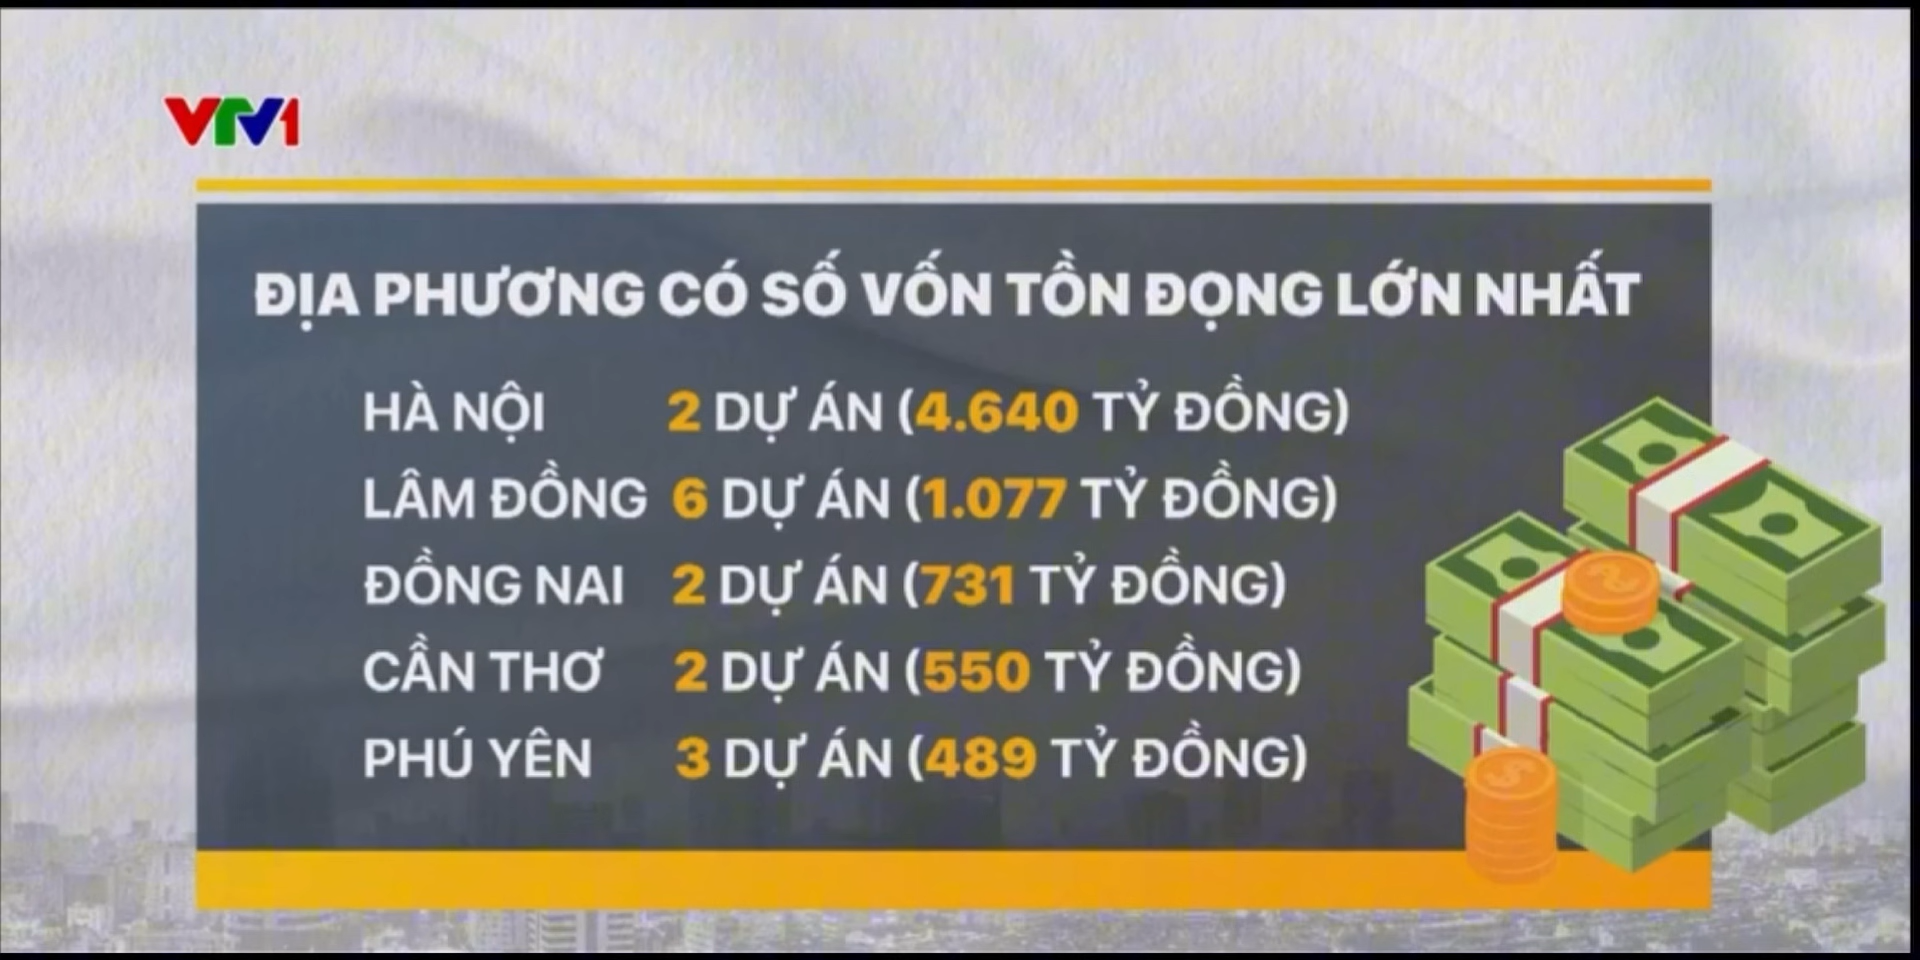 VTV1
ĐỊA PHƯƠNG CÓ SỐ VỐN TỒN ĐỌNG LỚN NHẤT
HÀ NỘI 2 DỰ ÁN (4.640 TỶ ĐỒNG)
LÂM ĐỒNG 6 DỰ ÁN (1.077 TỶ ĐỒNG)
ĐỒNG NAI 2 DỰ ÁN (731 TỶ ĐỒNG)
CẦN THƠ 2 DỰ ÁN (550 TỶ ĐỒNG)
PHÚ YÊN 3 DỰ ÁN (489 TỶ ĐỒNG)